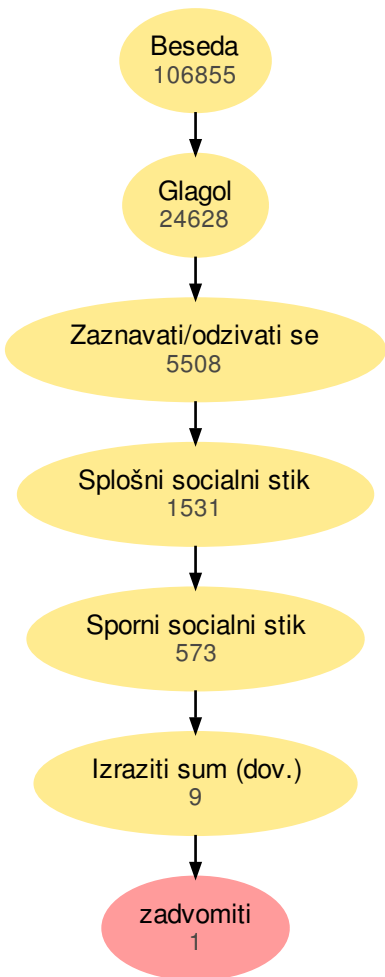 Beseda
106855
Glagol
24628
Zaznavati/odzivati se
5508
Splošni socialni stik
1531
Sporni socialni stik
573
Izraziti sum (dov.)
9
zadvomiti
1